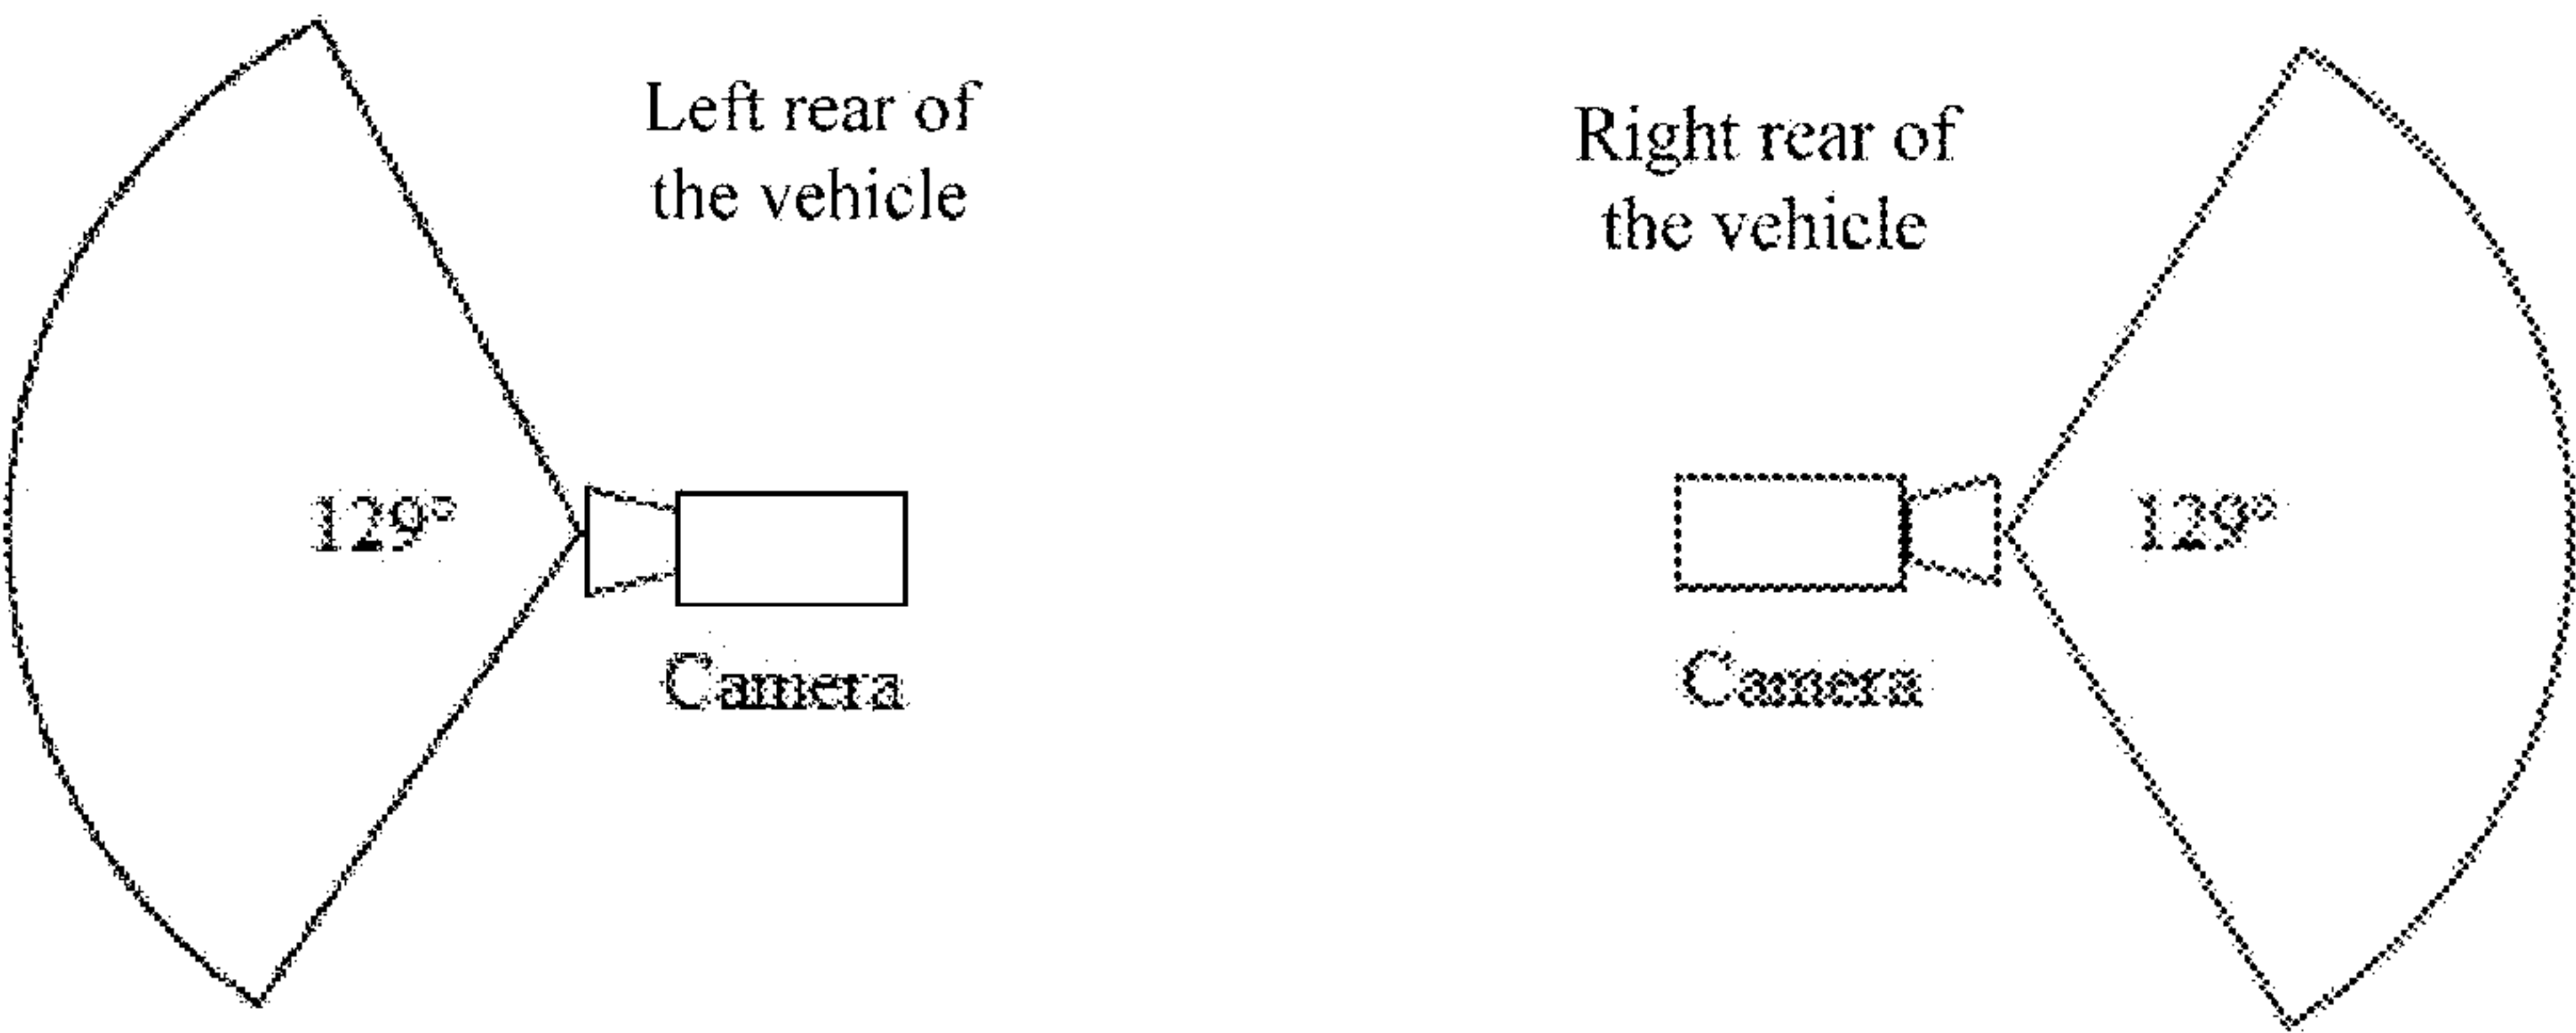 Left rear of
the vehicle
Right rear of
the vehicle
129°
129°
Camera
Camera